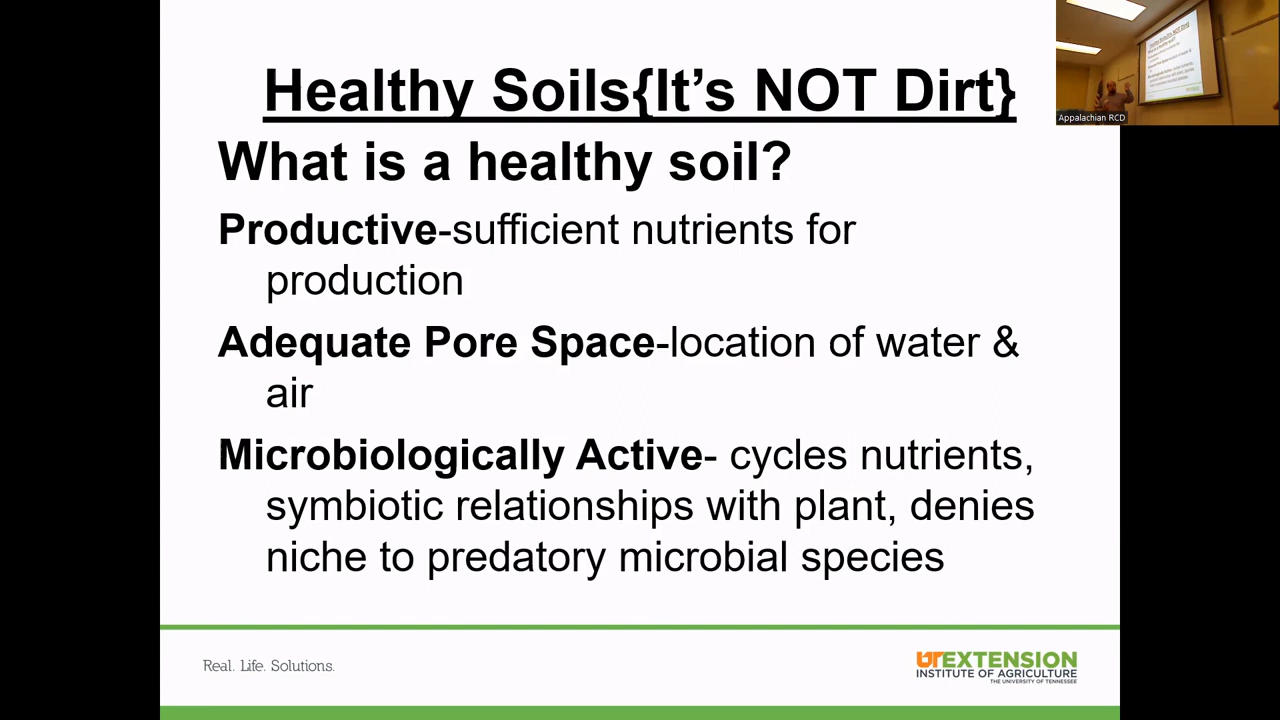 Healthy Soils{It’s NOT Dirt}
What is a healthy soil?
Productive-sufficient nutrients for
production
Adequate Pore Space-location of water &
air
Microbiologically Active- cycles nutrients,
symbiotic relationships with plant, denies
niche to predatory microbial species
Real. Life. Solutions.
UT EXTENSION
INSTITUTE OF AGRICULTURE
THE UNIVERSITY OF TENNESSEE
Appalachian RCD